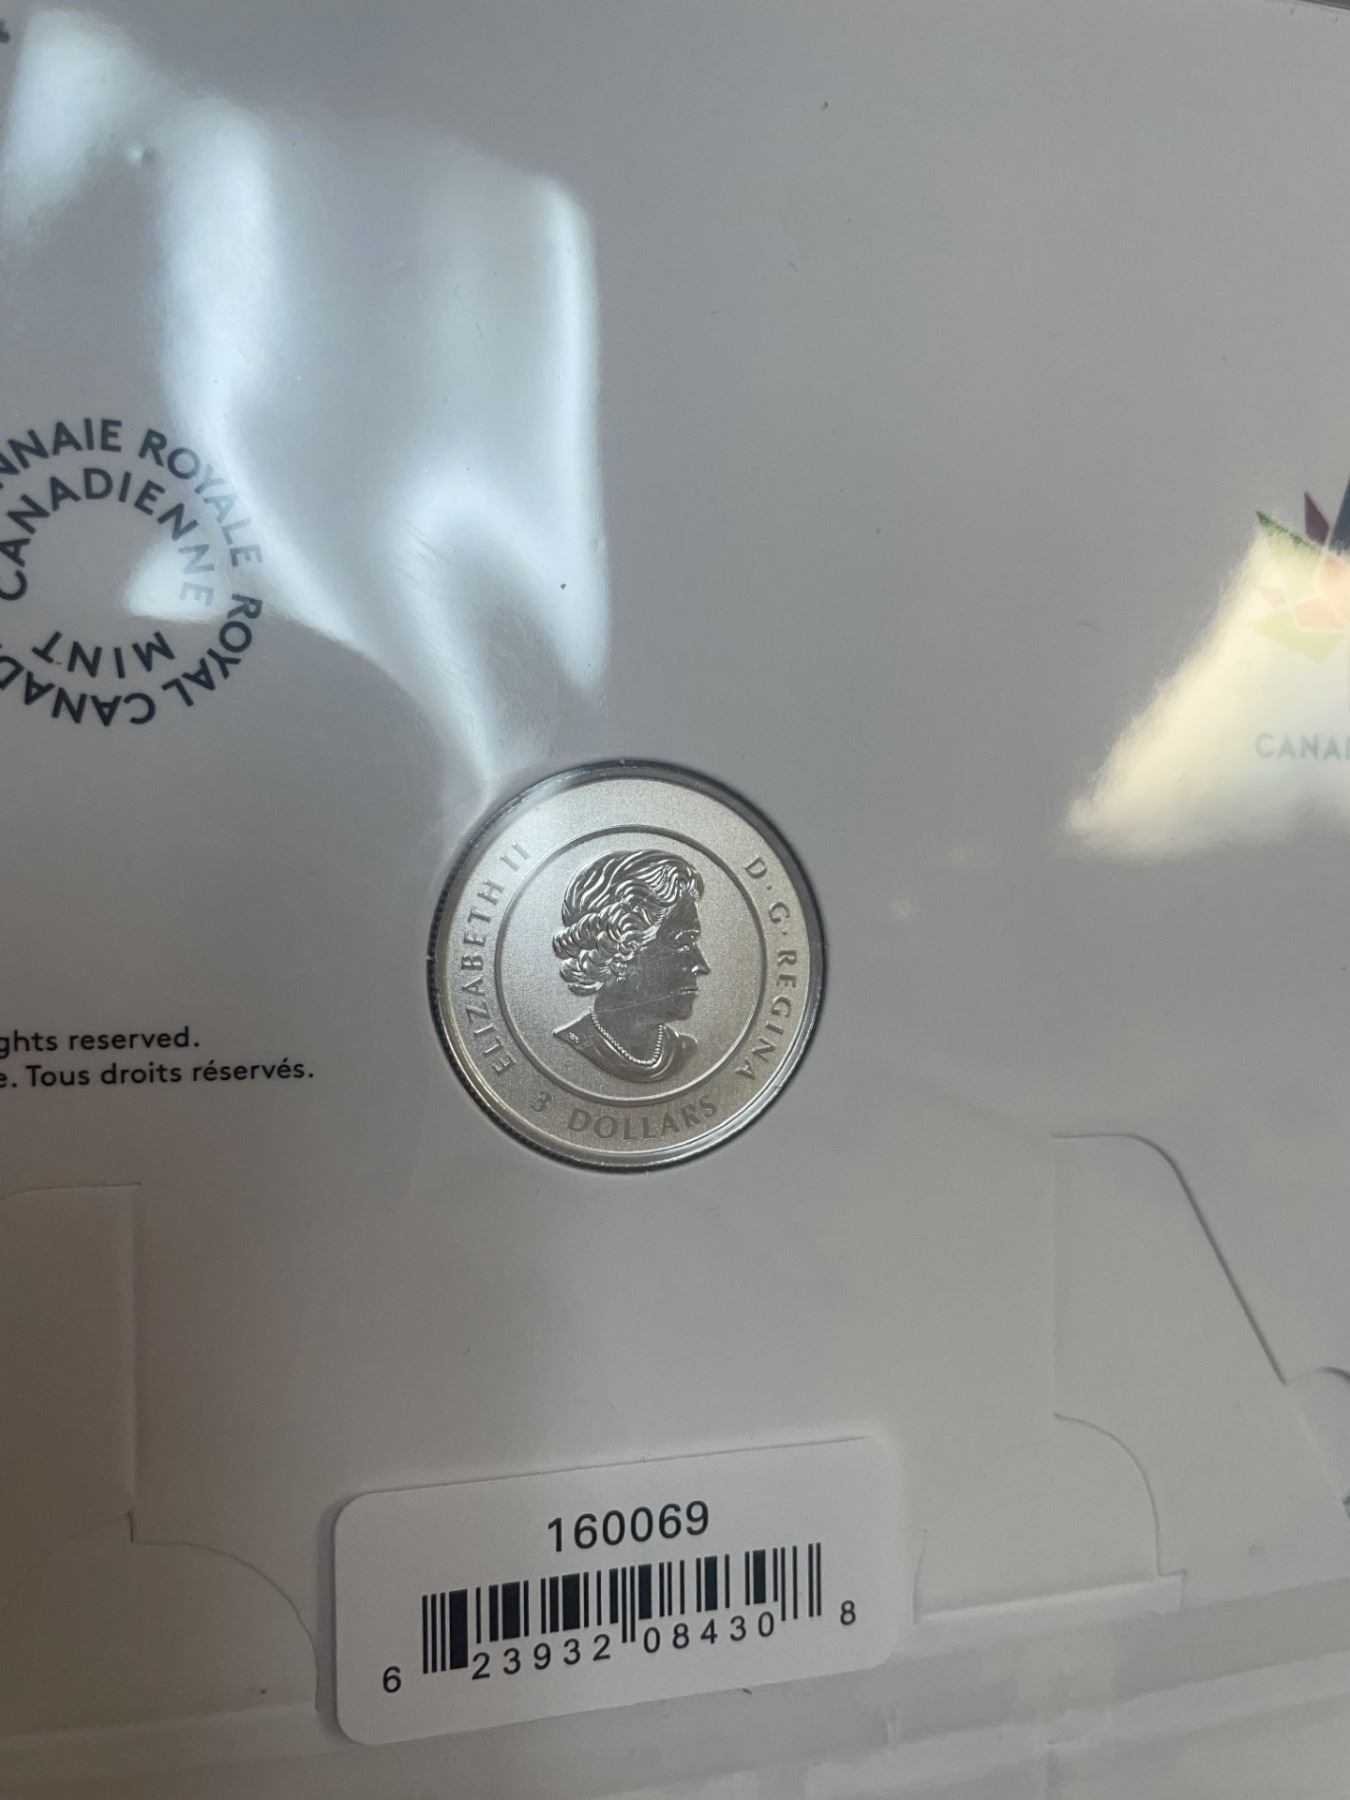 NNAIE ROYALE ROYAL CANAD
CANADIENNE MINT
CANAD
ghts reserved.
e. Tous droits réservés.
ELIZABETH II D·G·REGINA
3 DOLLARS
160069
6 23932 08430 8